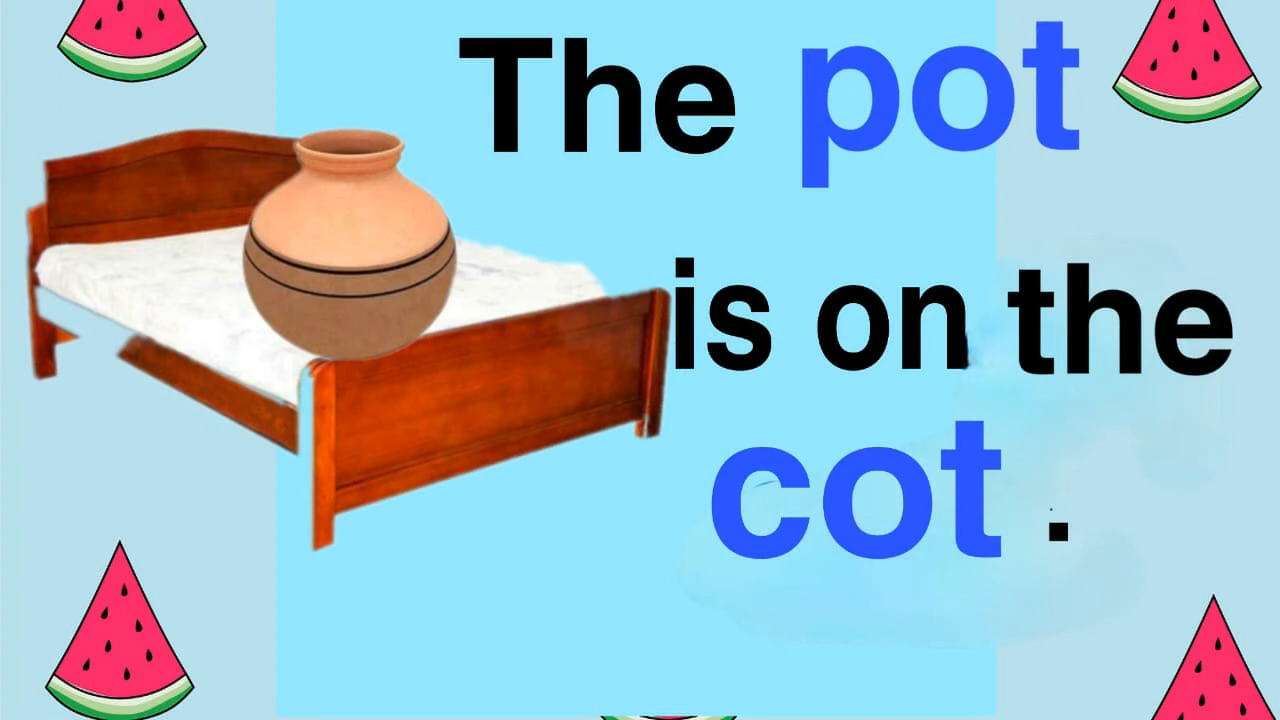 The pot
is on the
cot .